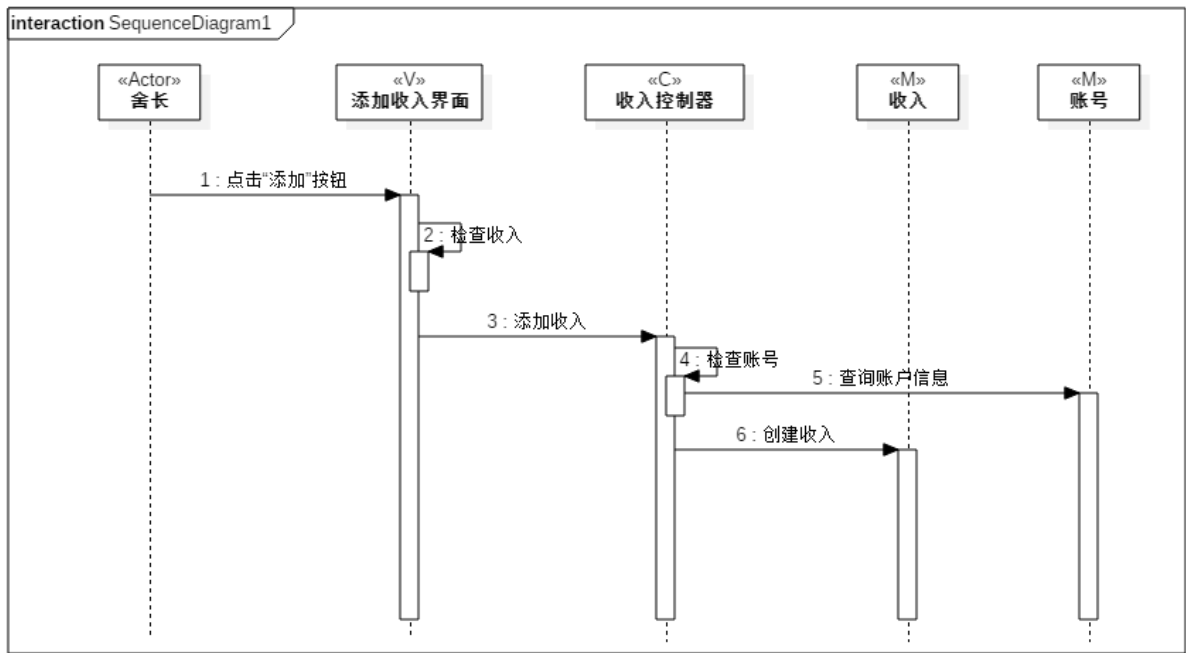 interaction SequenceDiagram1
«Actor»
舍长
«V»
添加收入界面
«C»
收入控制器
«M»
收入
«M»
账号
1 : 点击“添加”按钮
2 : 检查收入
3 : 添加收入
4 : 检查账号
5 : 查询账户信息
6 : 创建收入